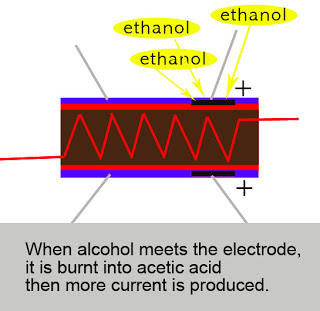 ethanol
ethanol
ethanol
+
+
When alcohol meets the electrode,
it is burnt into acetic acid
then more current is produced.